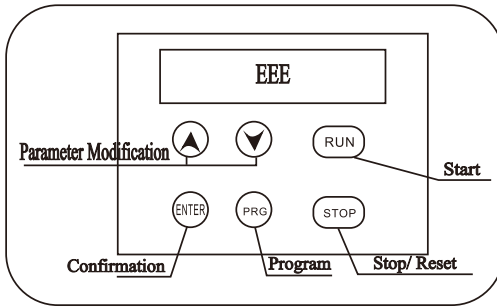 EEE
Parameter Modification
RUN
Start
ENTER
PRG
STOP
Confirmation
Program
Stop/ Reset